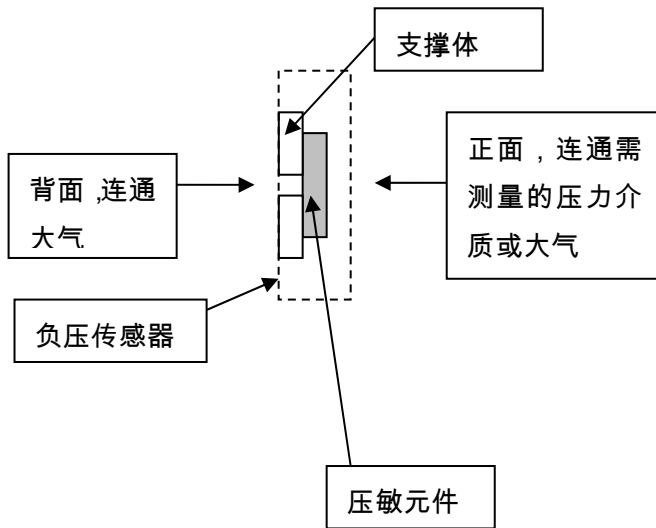 支撑体
正面，连通需
测量的压力介
质或大气
背面,连通
大气
负压传感器
压敏元件